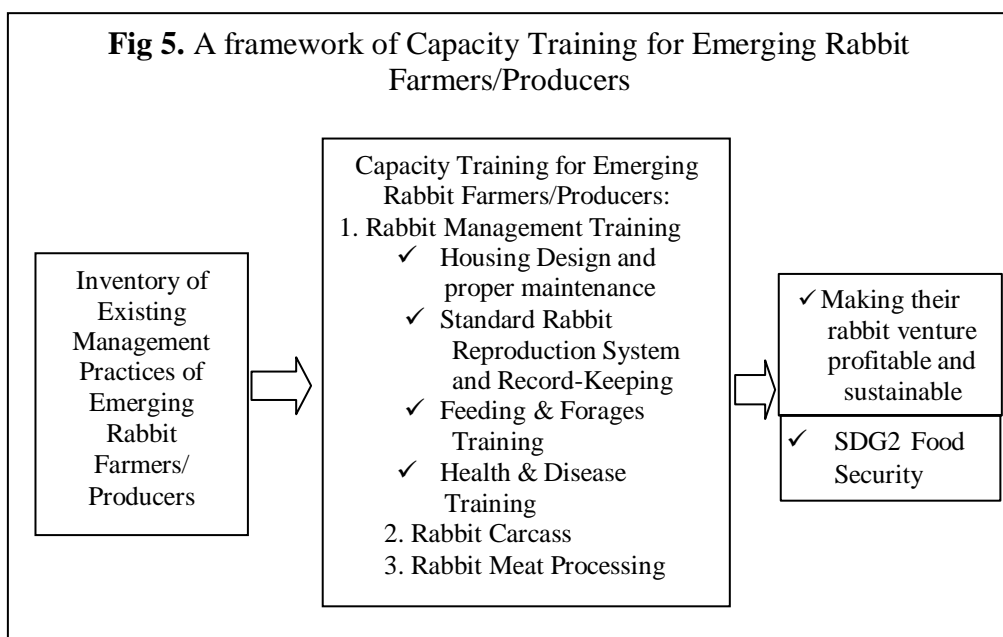 Fig 5. A framework of Capacity Training for Emerging Rabbit
Farmers/Producers
Inventory of
Existing
Management
Practices of
Emerging
Rabbit
Farmers/
Producers
Capacity Training for Emerging
Rabbit Farmers/Producers:
1. Rabbit Management Training
✓ Housing Design and
proper maintenance
✓ Standard Rabbit
Reproduction System
and Record-Keeping
✓ Feeding & Forages
Training
✓ Health & Disease
Training
2. Rabbit Carcass
3. Rabbit Meat Processing
✓ Making their
rabbit venture
profitable and
sustainable
✓ SDG2 Food
Security